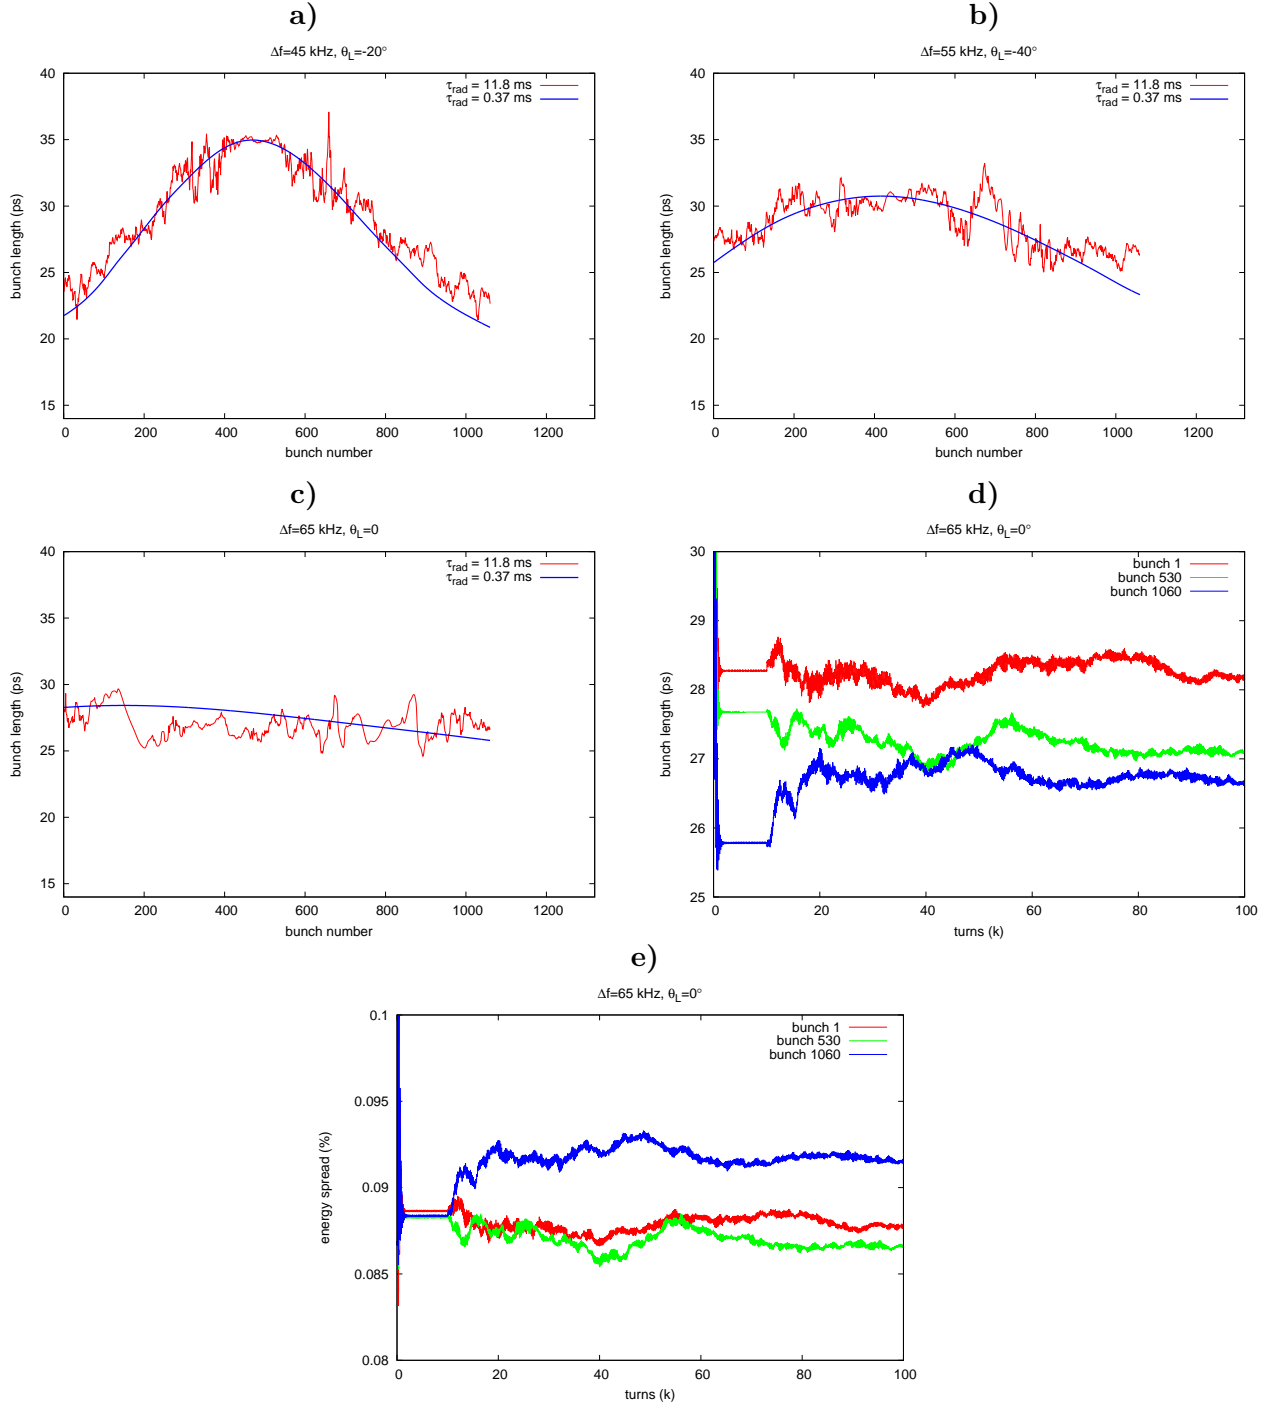 a)
Δf=45 kHz, θL=-20°
τrad = 11.8 ms
τrad = 0.37 ms
40
35
30
25
20
15
bunch length (ps)
0 200 400 600 800 1000 1200
bunch number
b)
Δf=55 kHz, θL=-40°
τrad = 11.8 ms
τrad = 0.37 ms
40
35
30
25
20
15
bunch length (ps)
0 200 400 600 800 1000 1200
bunch number
c)
Δf=65 kHz, θL=0
τrad = 11.8 ms
τrad = 0.37 ms
40
35
30
25
20
15
bunch length (ps)
0 200 400 600 800 1000 1200
bunch number
d)
Δf=65 kHz, θL=0°
bunch 1
bunch 530
bunch 1060
30
29
28
27
26
25
bunch length (ps)
0 20 40 60 80 100
turns (k)
e)
Δf=65 kHz, θL=0°
bunch 1
bunch 530
bunch 1060
0.1
0.095
0.09
0.085
0.08
energy spread (%)
0 20 40 60 80 100
turns (k)